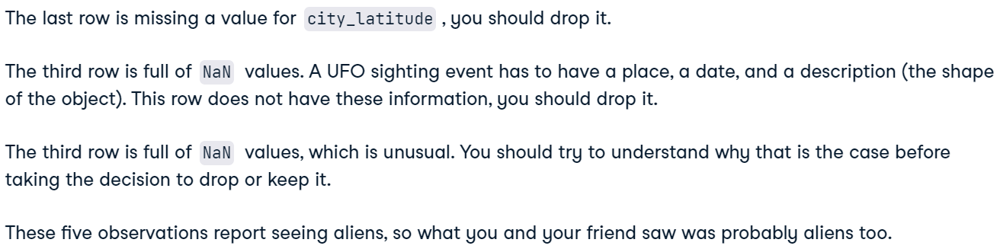 The last row is missing a value for city_latitude , you should drop it.
The third row is full of NaN values. A UFO sighting event has to have a place, a date, and a description (the shape
of the object). This row does not have these information, you should drop it.
The third row is full of NaN values, which is unusual. You should try to understand why that is the case before
taking the decision to drop or keep it.
These five observations report seeing aliens, so what you and your friend saw was probably aliens too.